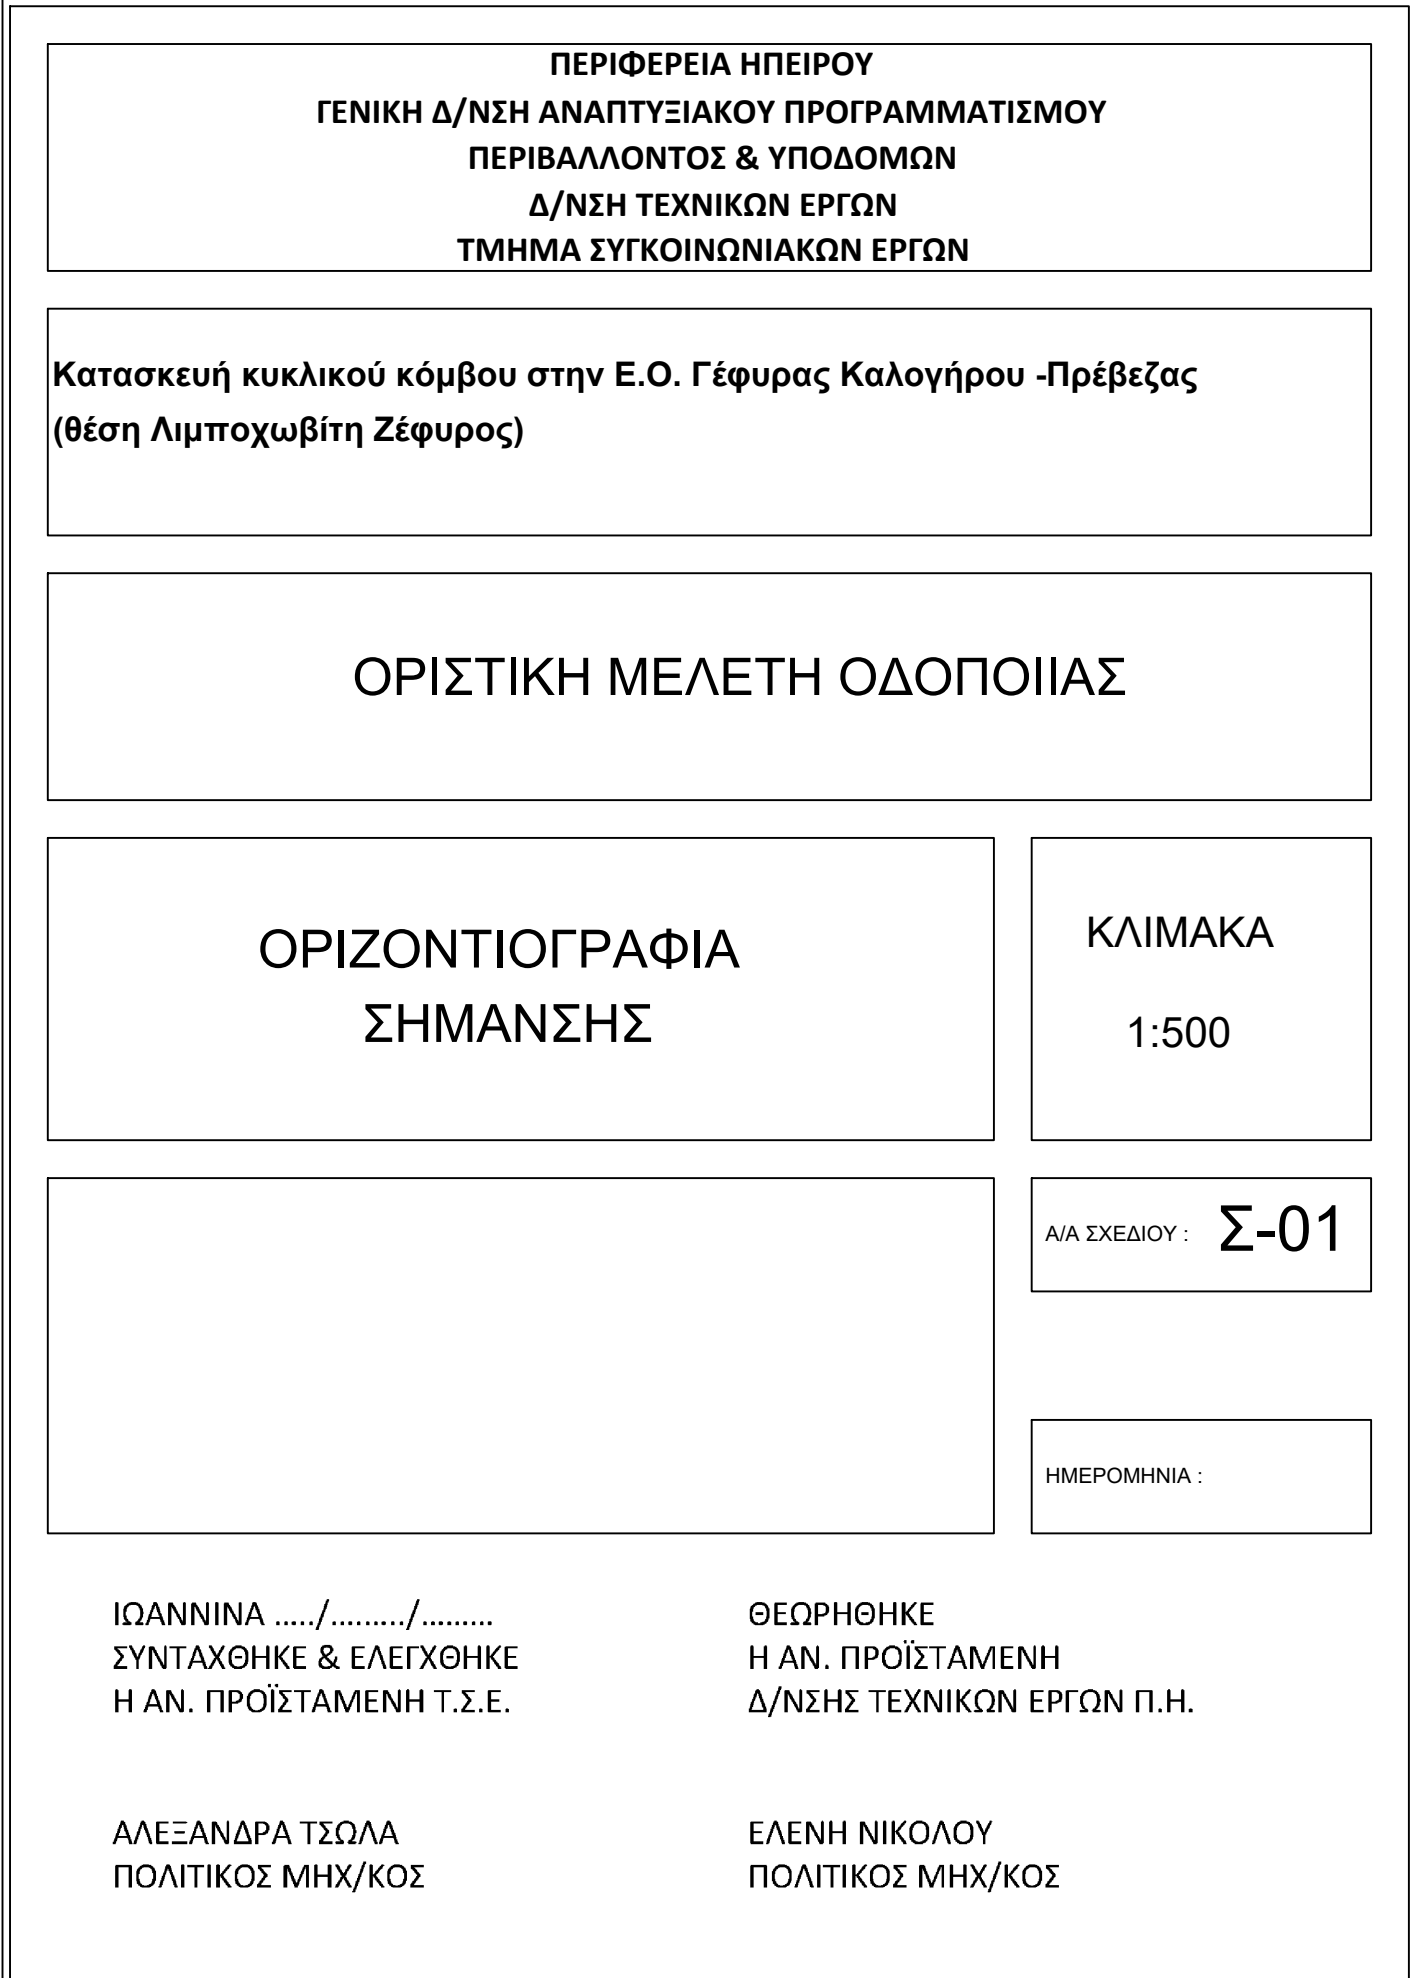 ΠΕΡΙΦΕΡΕΙΑ ΗΠΕΙΡΟΥ
ΓΕΝΙΚΗ Δ/ΝΣΗ ΑΝΑΠΤΥΞΙΑΚΟΥ ΠΡΟΓΡΑΜΜΑΤΙΣΜΟΥ
ΠΕΡΙΒΑΛΛΟΝΤΟΣ & ΥΠΟΔΟΜΩΝ
Δ/ΝΣΗ ΤΕΧΝΙΚΩΝ ΕΡΓΩΝ
ΤΜΗΜΑ ΣΥΓΚΟΙΝΩΝΙΑΚΩΝ ΕΡΓΩΝ
Κατασκευή κυκλικού κόμβου στην Ε.Ο. Γέφυρας Καλογήρου -Πρέβεζας
(θέση Λιμποχωβίτη Ζέφυρος)
ΟΡΙΣΤΙΚΗ ΜΕΛΕΤΗ ΟΔΟΠΟΙΙΑΣ
ΟΡΙΖΟΝΤΙΟΓΡΑΦΙΑ
ΣΗΜΑΝΣΗΣ
ΚΛΙΜΑΚΑ
1:500
Α/Α ΣΧΕΔΙΟΥ : Σ-01
ΗΜΕΡΟΜΗΝΙΑ :
ΙΩΑΝΝΙΝΑ ...../........./.........
ΣΥΝΤΑΧΘΗΚΕ & ΕΛΕΓΧΘΗΚΕ
Η ΑΝ. ΠΡΟΪΣΤΑΜΕΝΗ Τ.Σ.Ε.
ΑΛΕΞΑΝΔΡΑ ΤΣΩΛΑ
ΠΟΛΙΤΙΚΟΣ ΜΗΧ/ΚΟΣ
ΘΕΩΡΗΘΗΚΕ
Η ΑΝ. ΠΡΟΪΣΤΑΜΕΝΗ
Δ/ΝΣΗΣ ΤΕΧΝΙΚΩΝ ΕΡΓΩΝ Π.Η.
ΕΛΕΝΗ ΝΙΚΟΛΟΥ
ΠΟΛΙΤΙΚΟΣ ΜΗΧ/ΚΟΣ